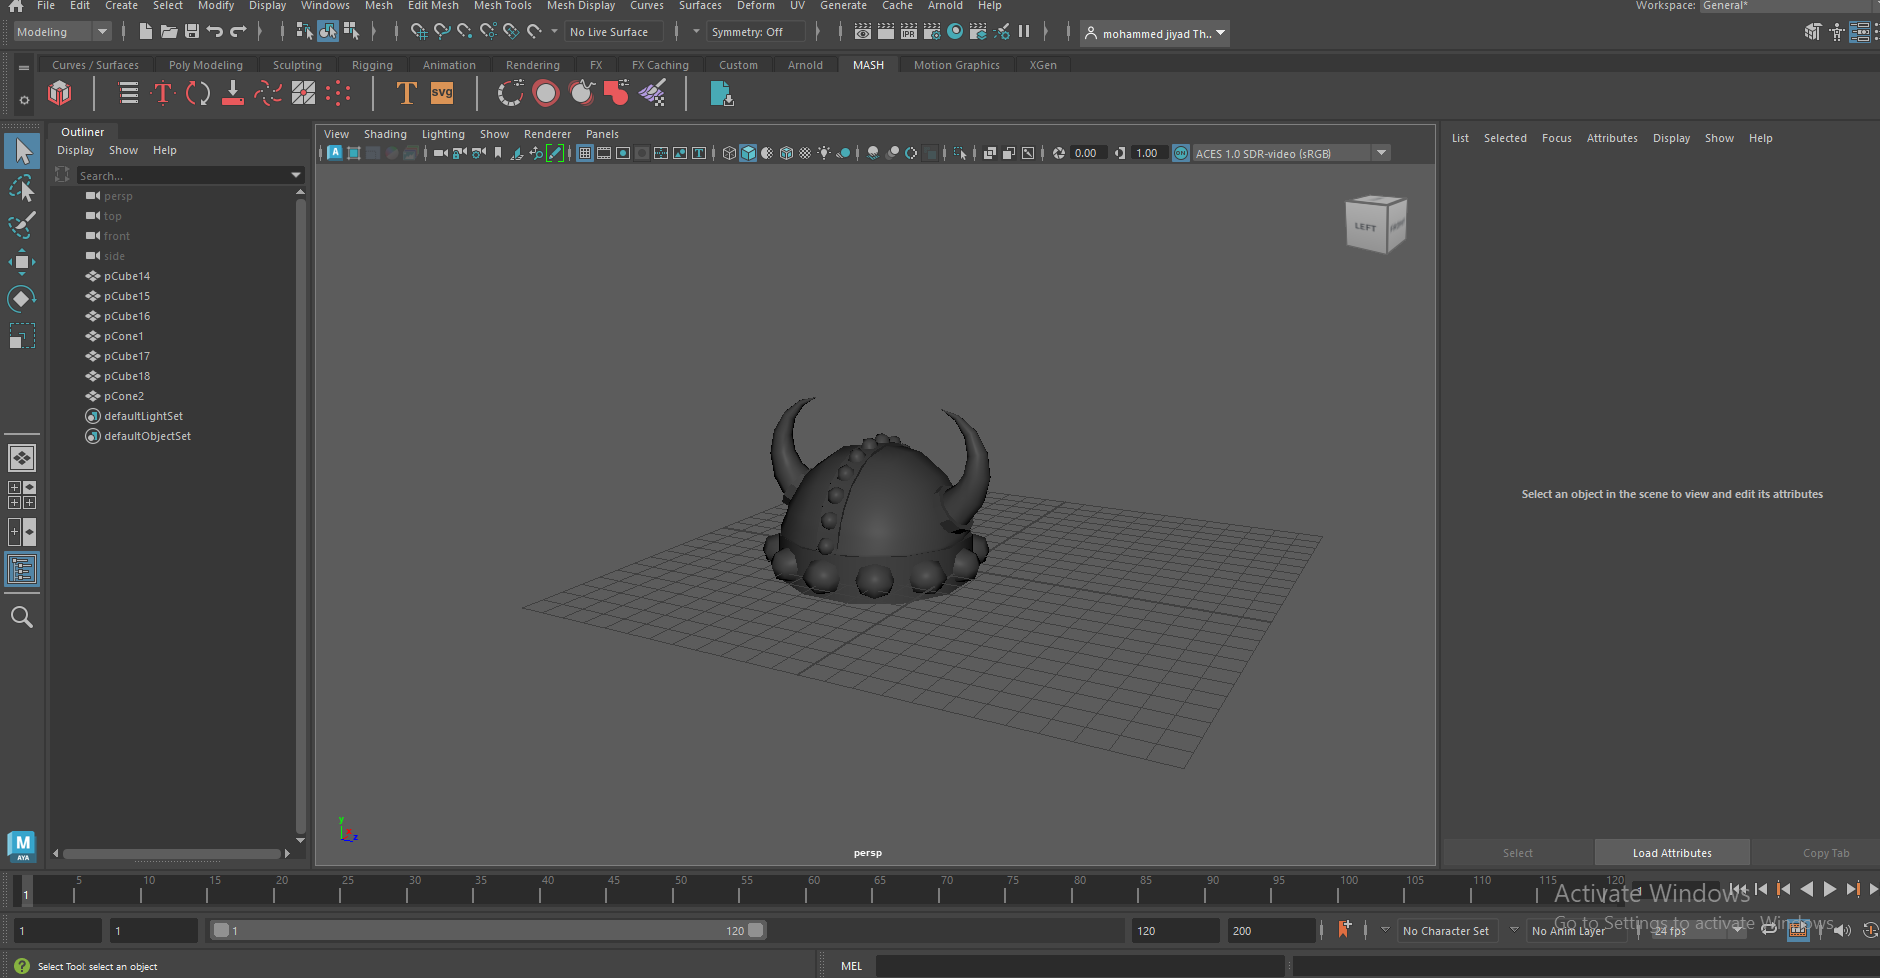 File Edit Create Select Modify Display Windows Mesh Edit Mesh Mesh Tools Mesh Display Curves Surfaces Deform UV Generate Cache Arnold Help Workspace: General*
Modeling No Live Surface Symmetry: Off IPR mohammed jiyad Th..
Curves / Surfaces Poly Modeling Sculpting Rigging Animation Rendering FX FX Caching Custom Arnold MASH Motion Graphics XGen
T T SVG
Outliner
Display Show Help
Search...
persp
top
front
side
pCube14
pCube15
pCube16
pCone1
pCube17
pCube18
pCone2
defaultLightSet
defaultObjectSet
View Shading Lighting Show Renderer Panels
A T 0.00 1.00 ON ACES 1.0 SDR-video (sRGB)
LEFT
y
z
persp
List Selected Focus Attributes Display Show Help
Select an object in the scene to view and edit its attributes
Select Load Attributes Copy Tab
M
AYA
1 5 10 15 20 25 30 35 40 45 50 55 60 65 70 75 80 85 90 95 100 105 110 115 120 1
Activate Windows
Go to Settings to activate Windows.
1 1 1 120 120 200 No Character Set No Anim Layer 24 fps
? Select Tool: select an object MEL